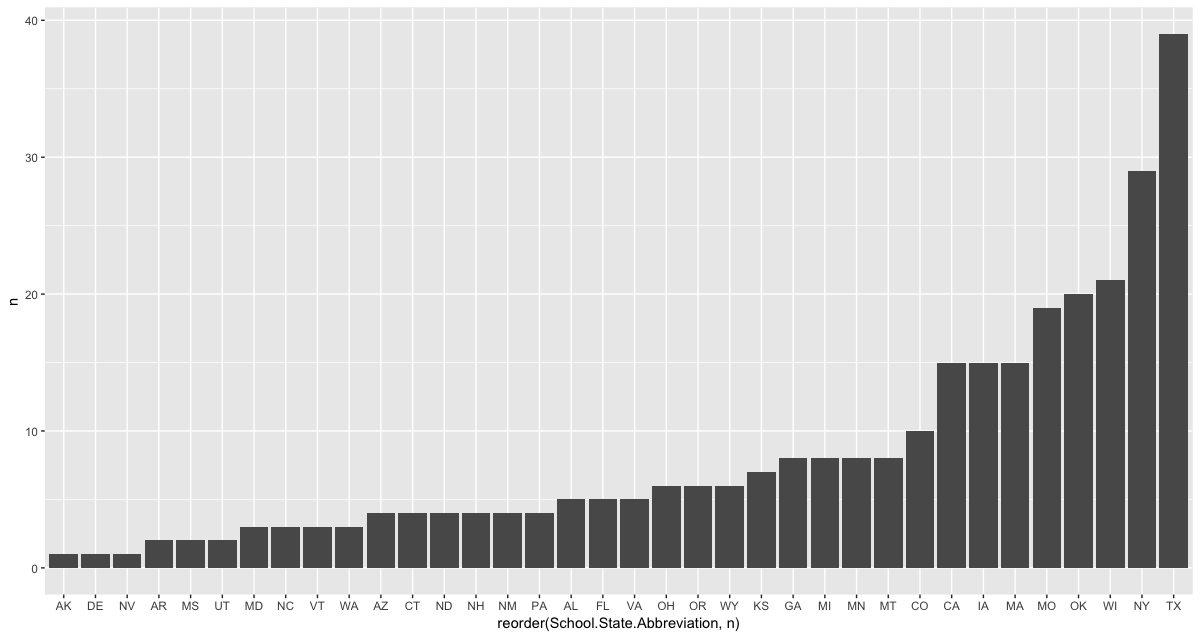 40
30
20
10
0
n
AK DE NV AR MS UT MD NC VT WA AZ CT ND NH NM PA AL FL VA OH OR WY KS GA MI MN MT CO CA IA MA MO OK WI NY TX
reorder(School.State.Abbreviation, n)